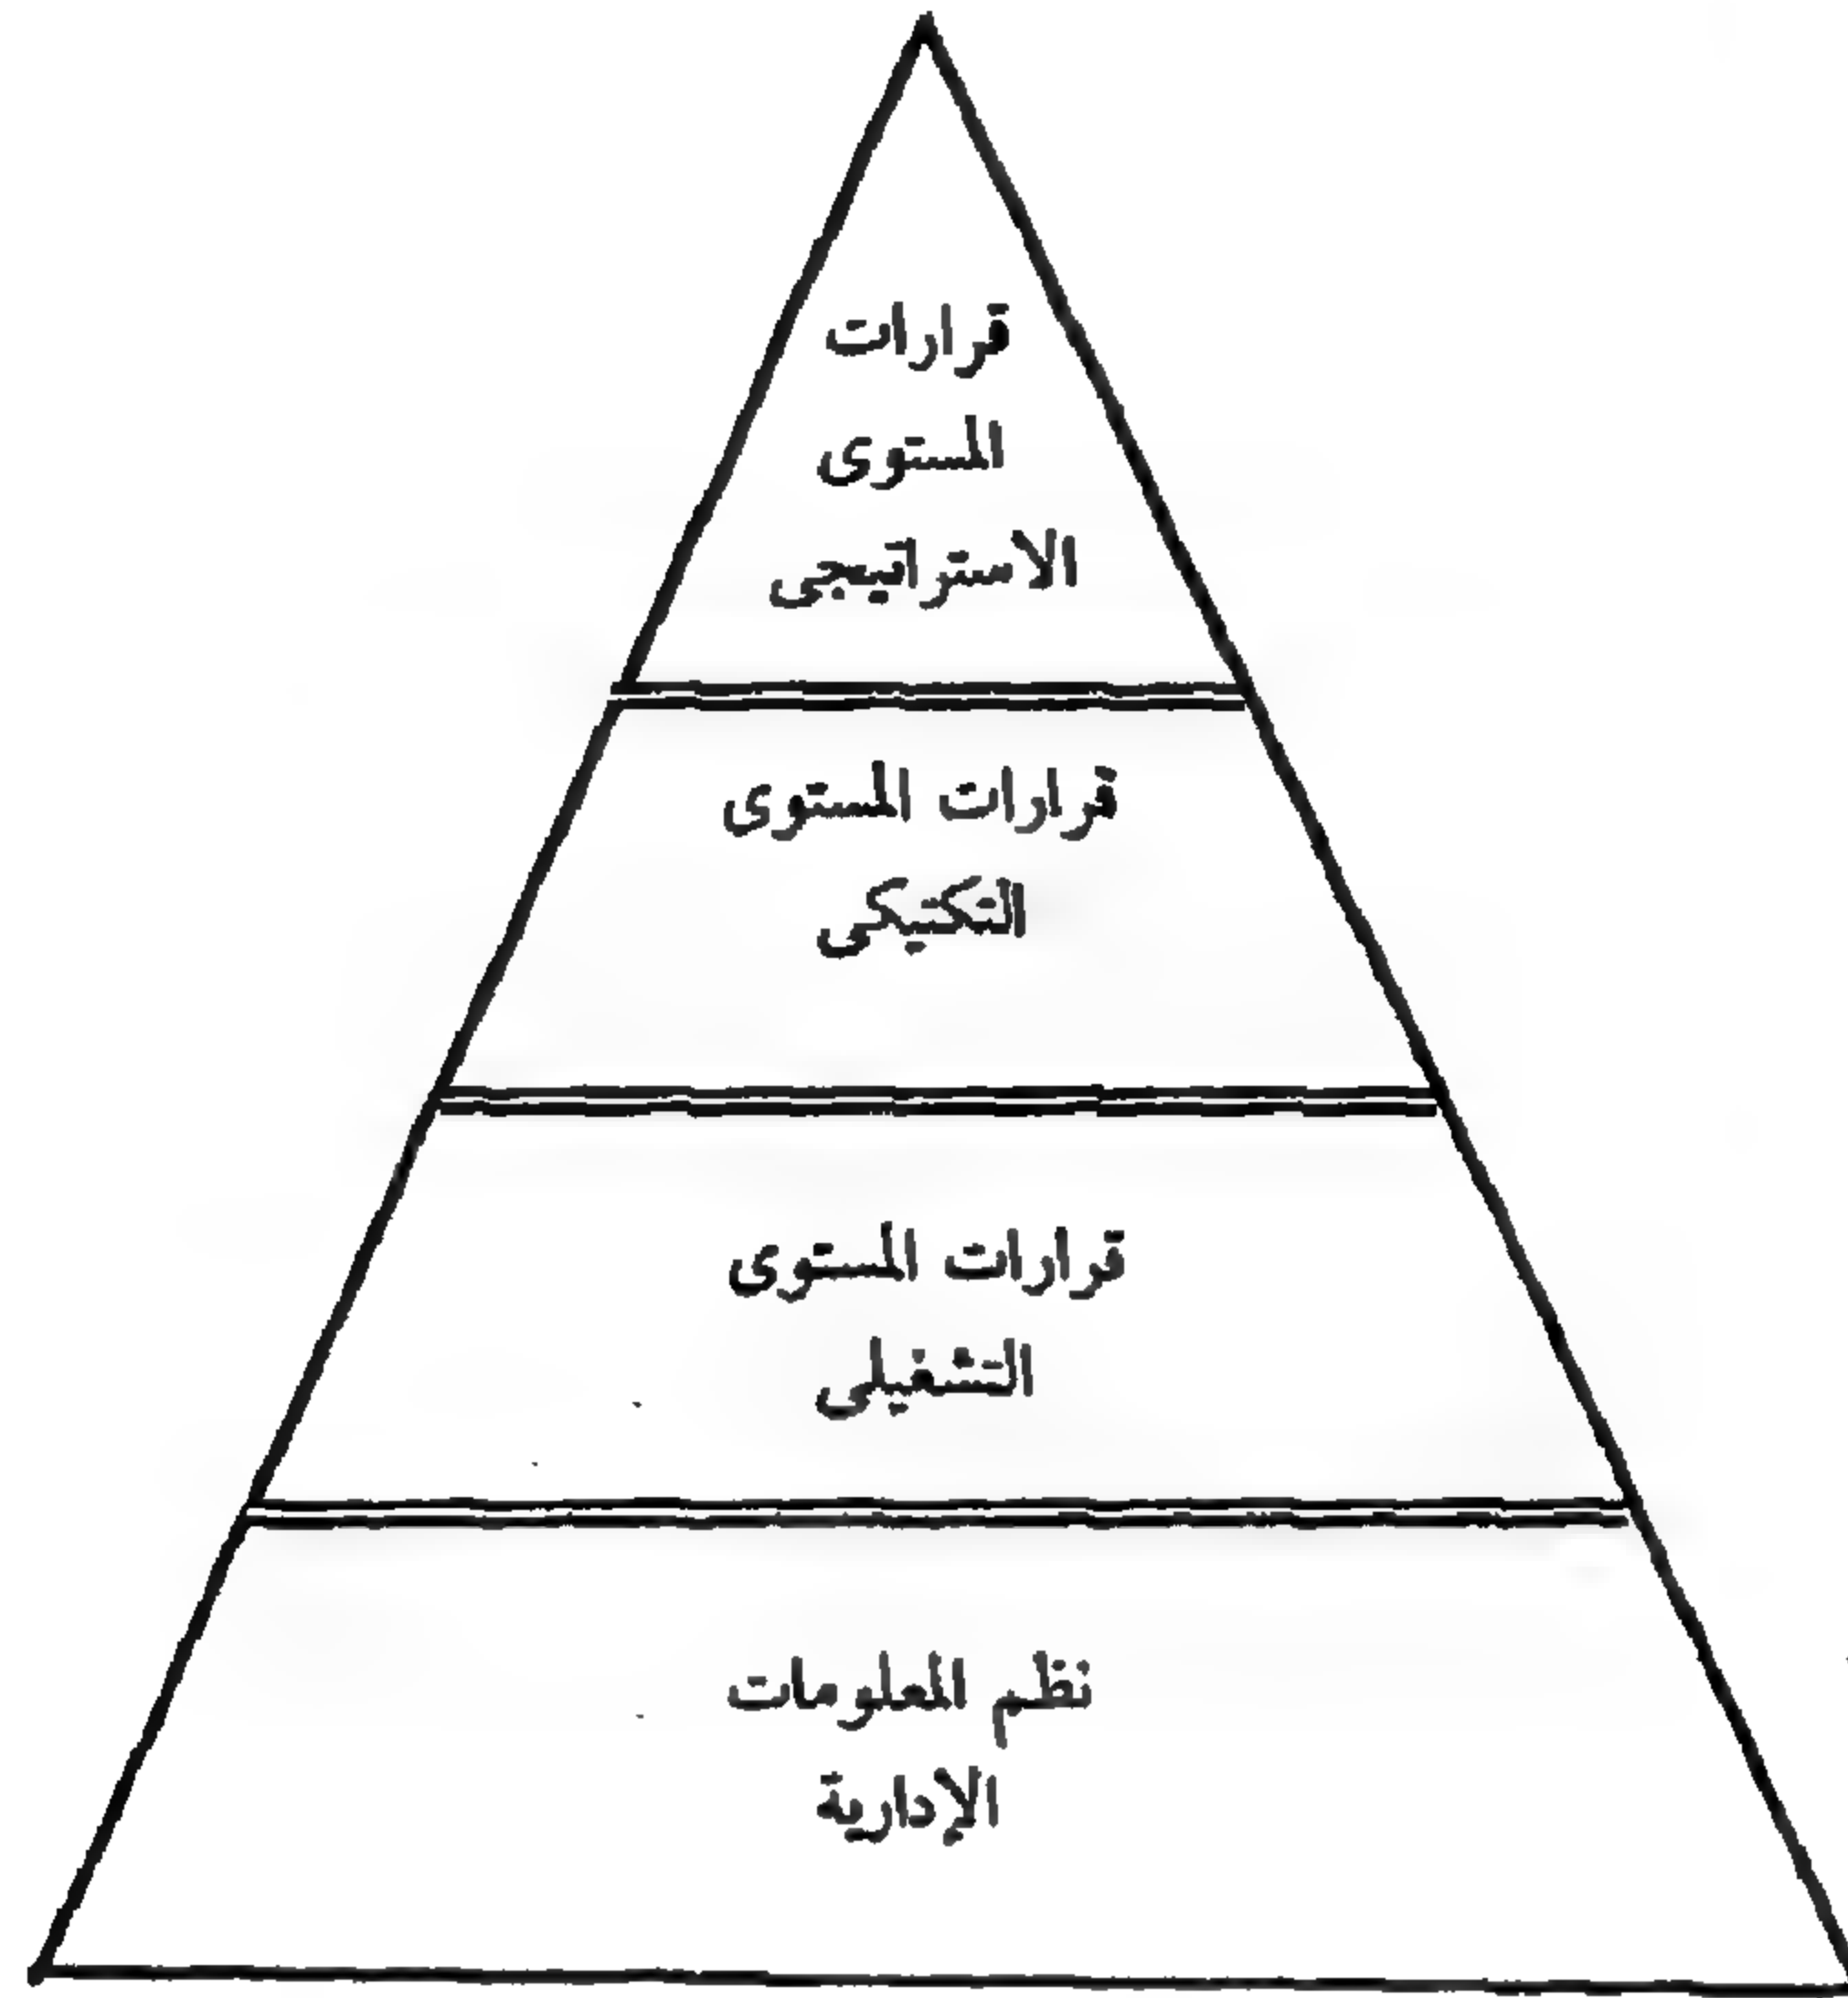 قرارات
المستوى
الاستراتيجى
قرارات المستوى
التكتيكى
قرارات المستوى
التشغيلى
نظم المعلومات
الإدارية